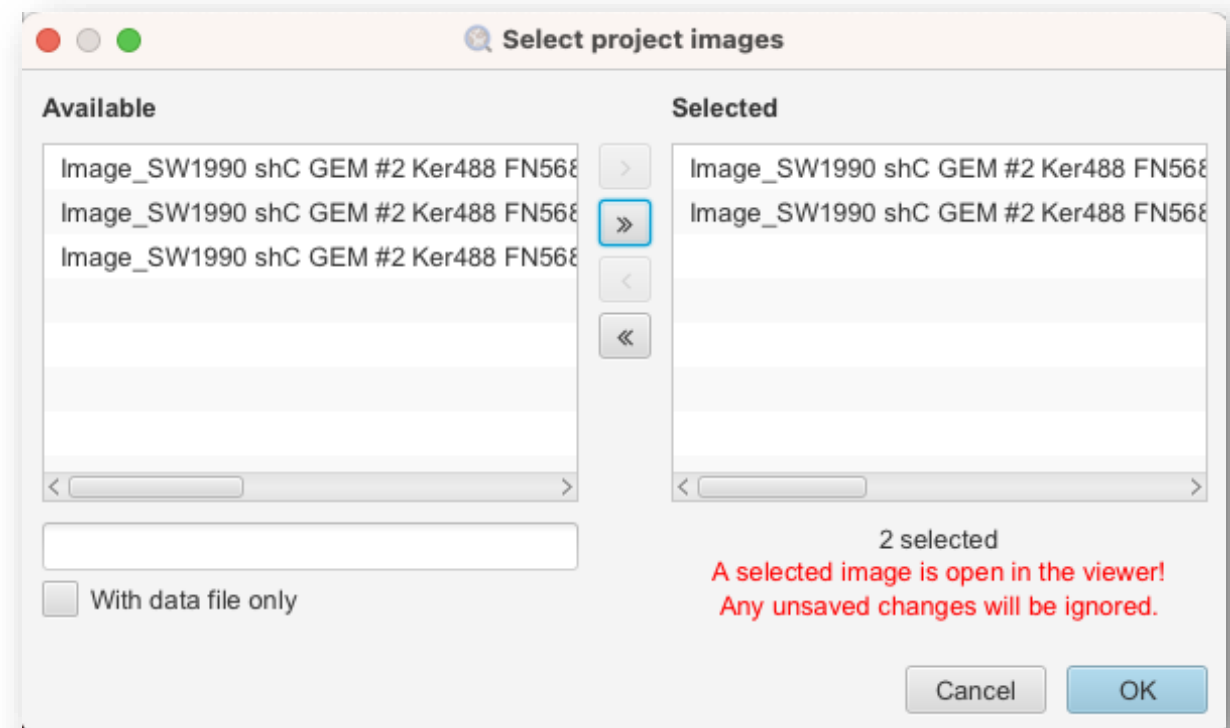 Select project images
Available
Selected
Image_SW1990 shC GEM #2 Ker488 FN568
Image_SW1990 shC GEM #2 Ker488 FN568
Image_SW1990 shC GEM #2 Ker488 FN568
>
»
<
«
Image_SW1990 shC GEM #2 Ker488 FN568
Image_SW1990 shC GEM #2 Ker488 FN568
With data file only
2 selected
A selected image is open in the viewer!
Any unsaved changes will be ignored.
Cancel
OK